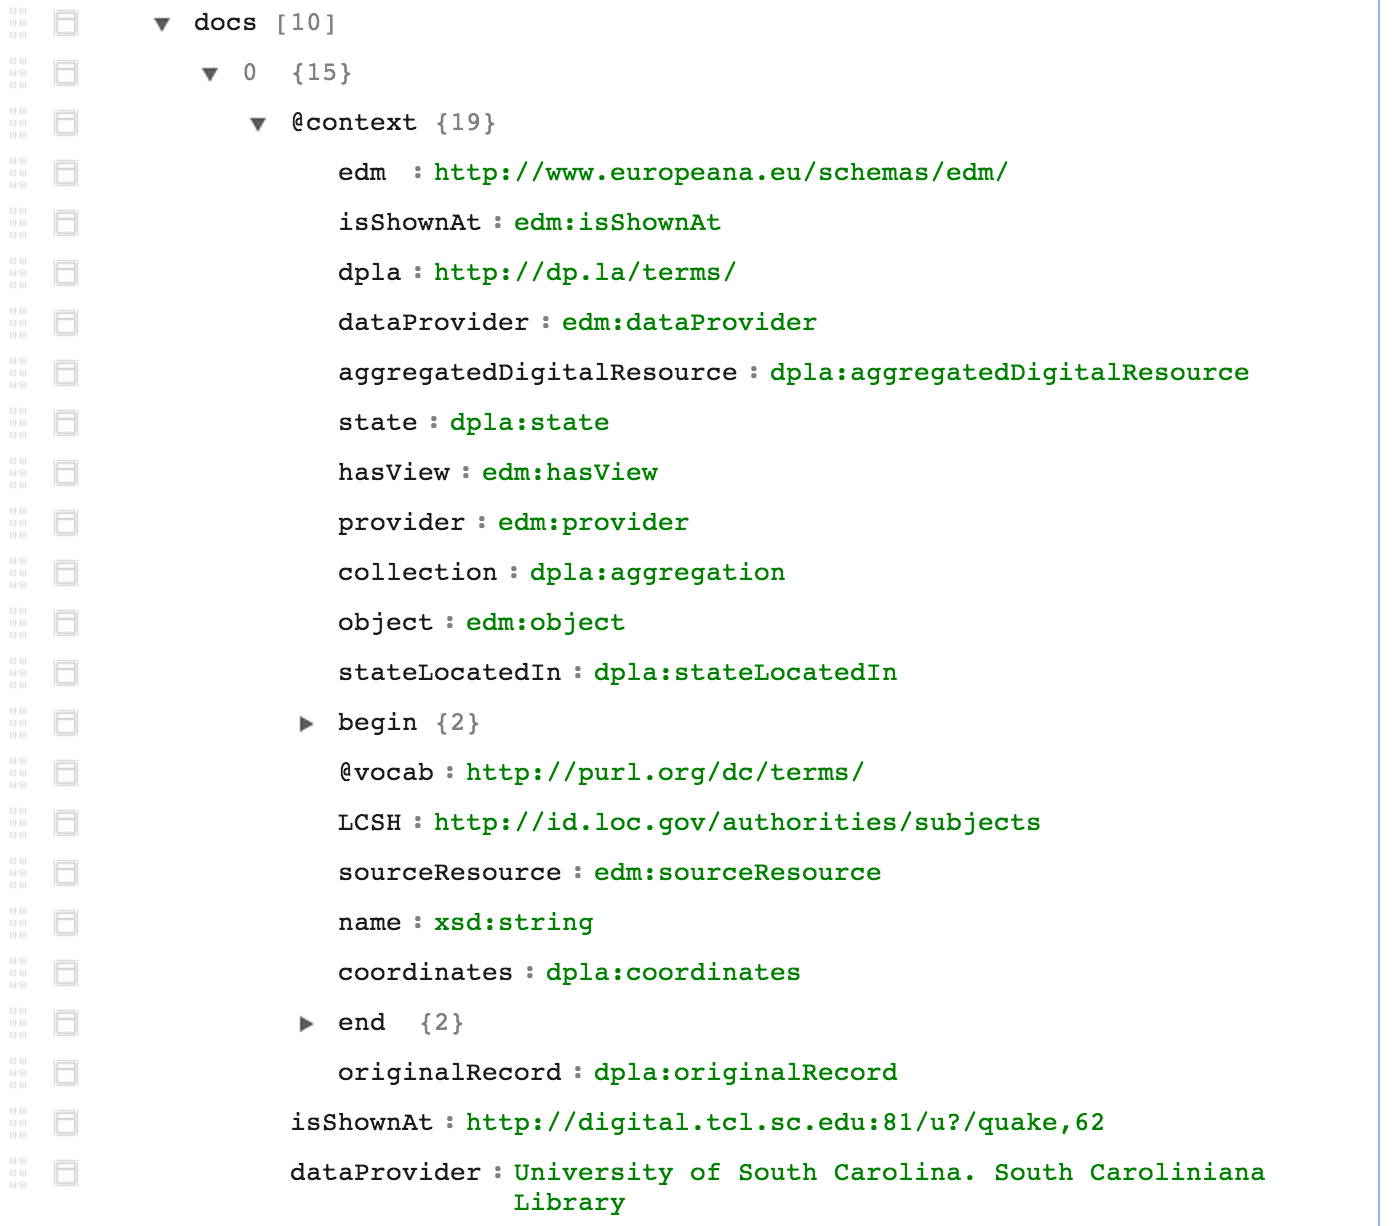 docs [10]
0 {15}
@context {19}
edm : http://www.europeana.eu/schemas/edm/
isShownAt : edm:isShownAt
dpla : http://dp.la/terms/
dataProvider : edm:dataProvider
aggregatedDigitalResource : dpla:aggregatedDigitalResource
state : dpla:state
hasView : edm:hasView
provider : edm:provider
collection : dpla:aggregation
object : edm:object
stateLocatedIn : dpla:stateLocatedIn
begin {2}
@vocab : http://purl.org/dc/terms/
LCSH : http://id.loc.gov/authorities/subjects
sourceResource : edm:sourceResource
name : xsd:string
coordinates : dpla:coordinates
end {2}
originalRecord : dpla:originalRecord
isShownAt : http://digital.tcl.sc.edu:81/u?/quake,62
dataProvider : University of South Carolina. South Caroliniana
Library